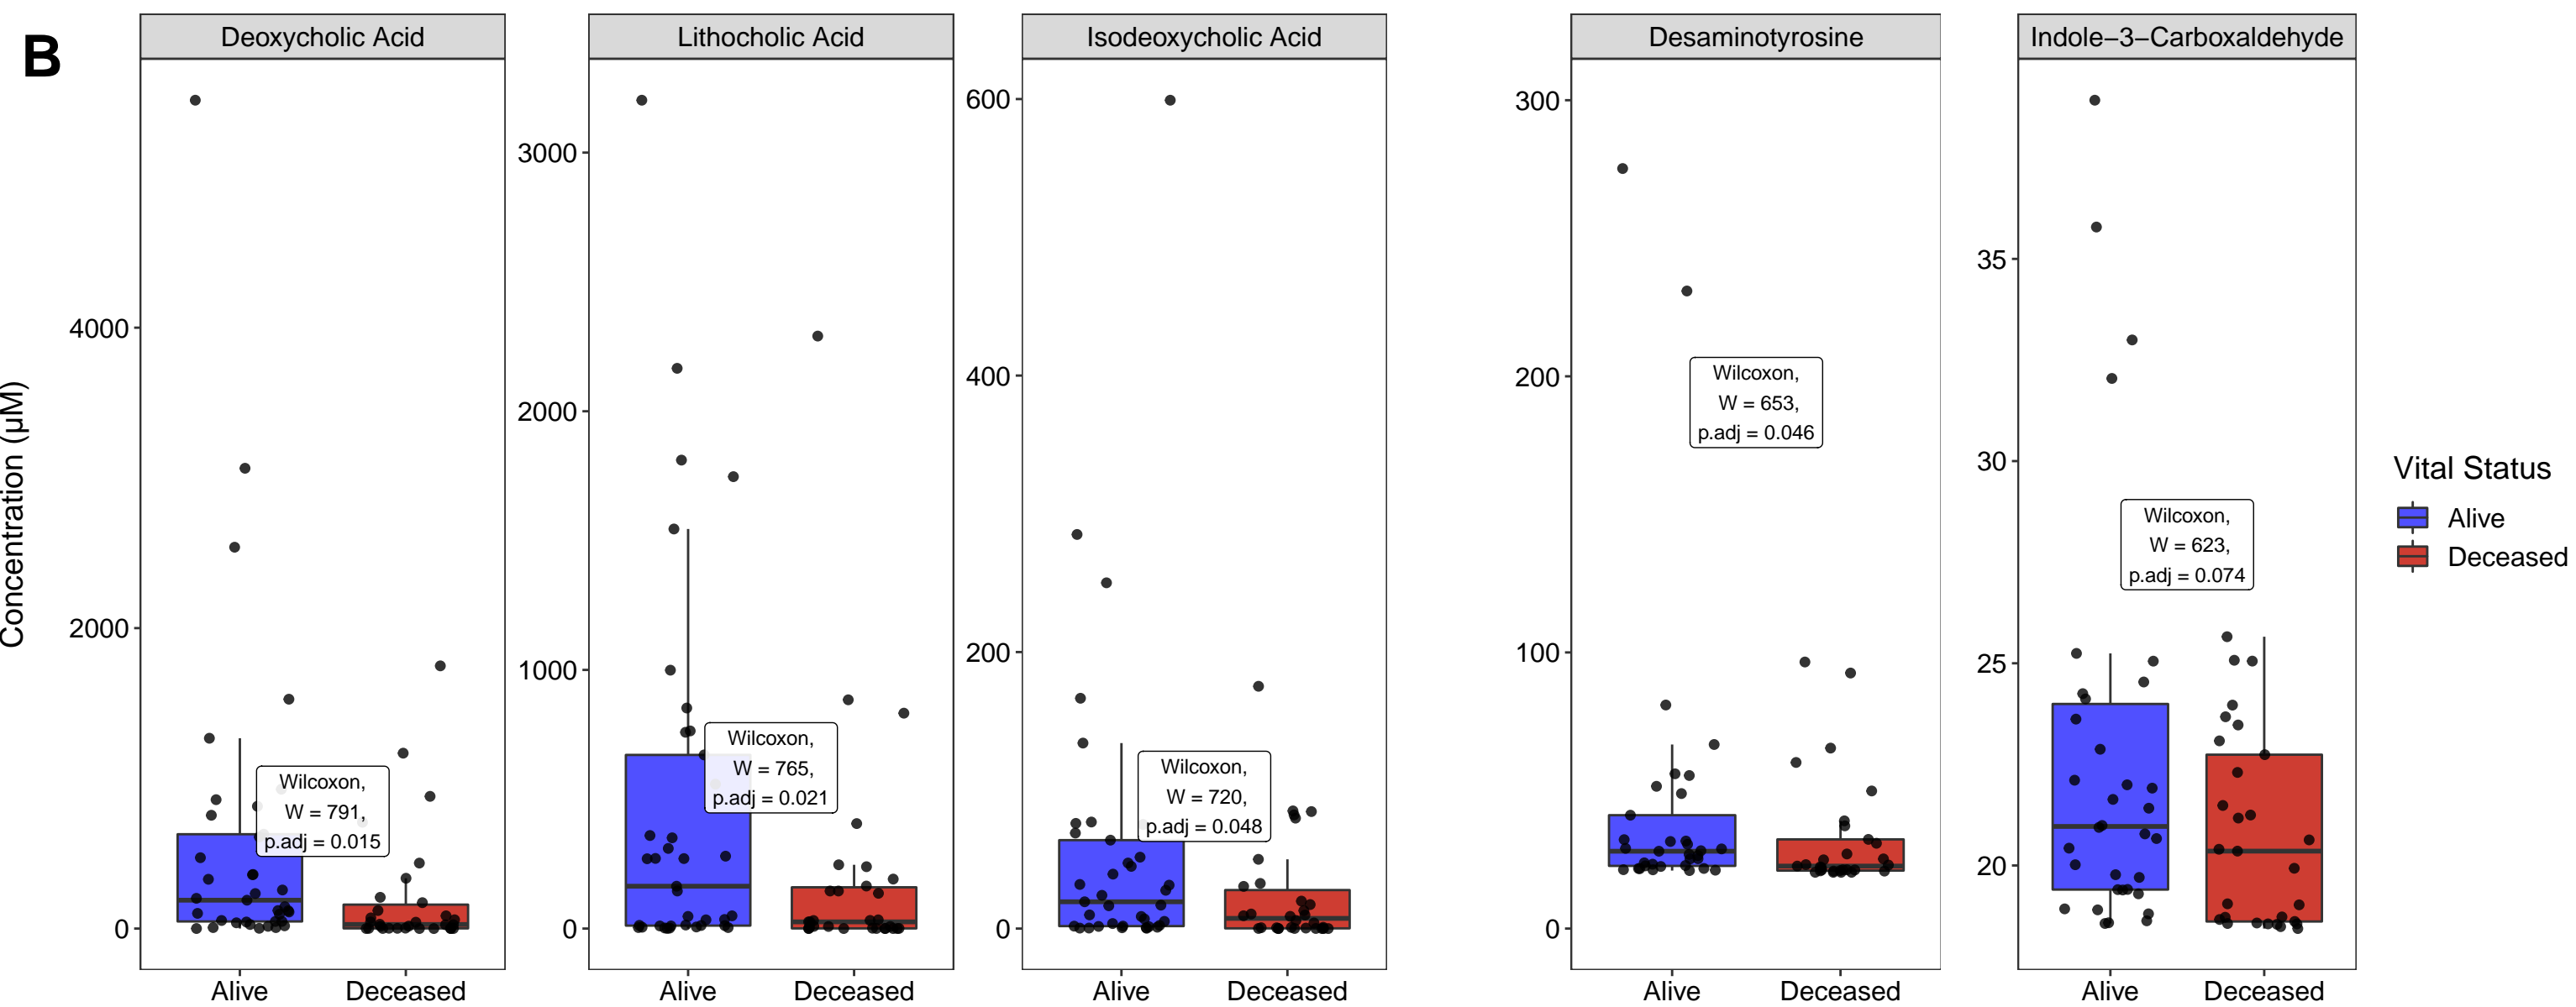 B
Deoxycholic Acid
Lithocholic Acid
Isodeoxycholic Acid
Desaminotyrosine
Indole−3−Carboxaldehyde
Concentration (µM)
4000
2000
0
Wilcoxon,
W = 791,
p.adj = 0.015
Alive
Deceased
3000
2000
1000
0
Wilcoxon,
W = 765,
p.adj = 0.021
Alive
Deceased
600
400
200
0
Wilcoxon,
W = 720,
p.adj = 0.048
Alive
Deceased
300
200
100
0
Wilcoxon,
W = 653,
p.adj = 0.046
Alive
Deceased
35
30
25
20
Wilcoxon,
W = 623,
p.adj = 0.074
Alive
Deceased
Vital Status
Alive
Deceased